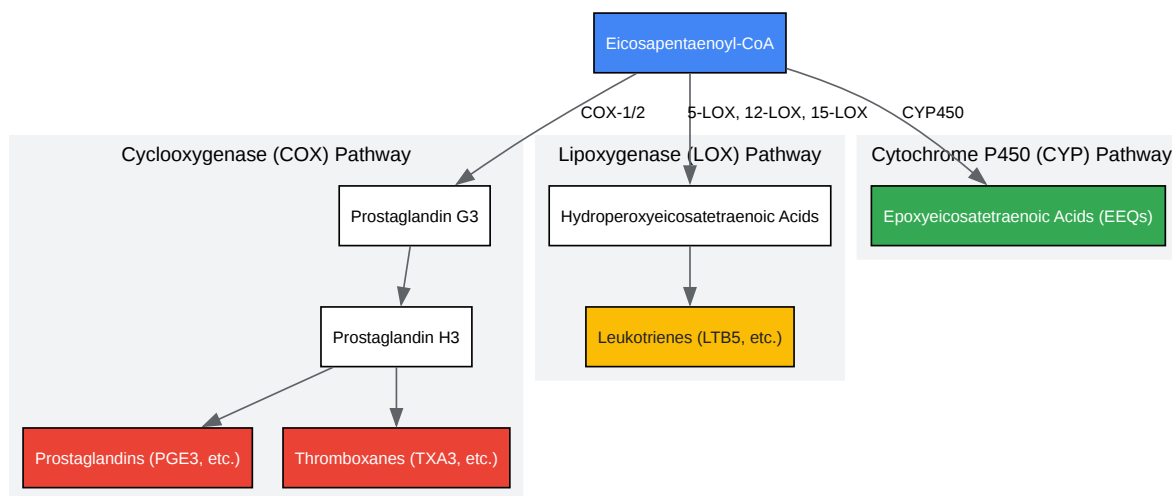 Eicosapentaenoyl-CoA
COX-1/2
5-LOX, 12-LOX, 15-LOX
CYP450
Cyclooxygenase (COX) Pathway
Lipoxygenase (LOX) Pathway
Cytochrome P450 (CYP) Pathway
Prostaglandin G3
Hydroperoxyeicosatetraenoic Acids
Epoxyeicosatetraenoic Acids (EEQs)
Prostaglandin H3
Leukotrienes (LTB5, etc.)
Prostaglandins (PGE3, etc.)
Thromboxanes (TXA3, etc.)